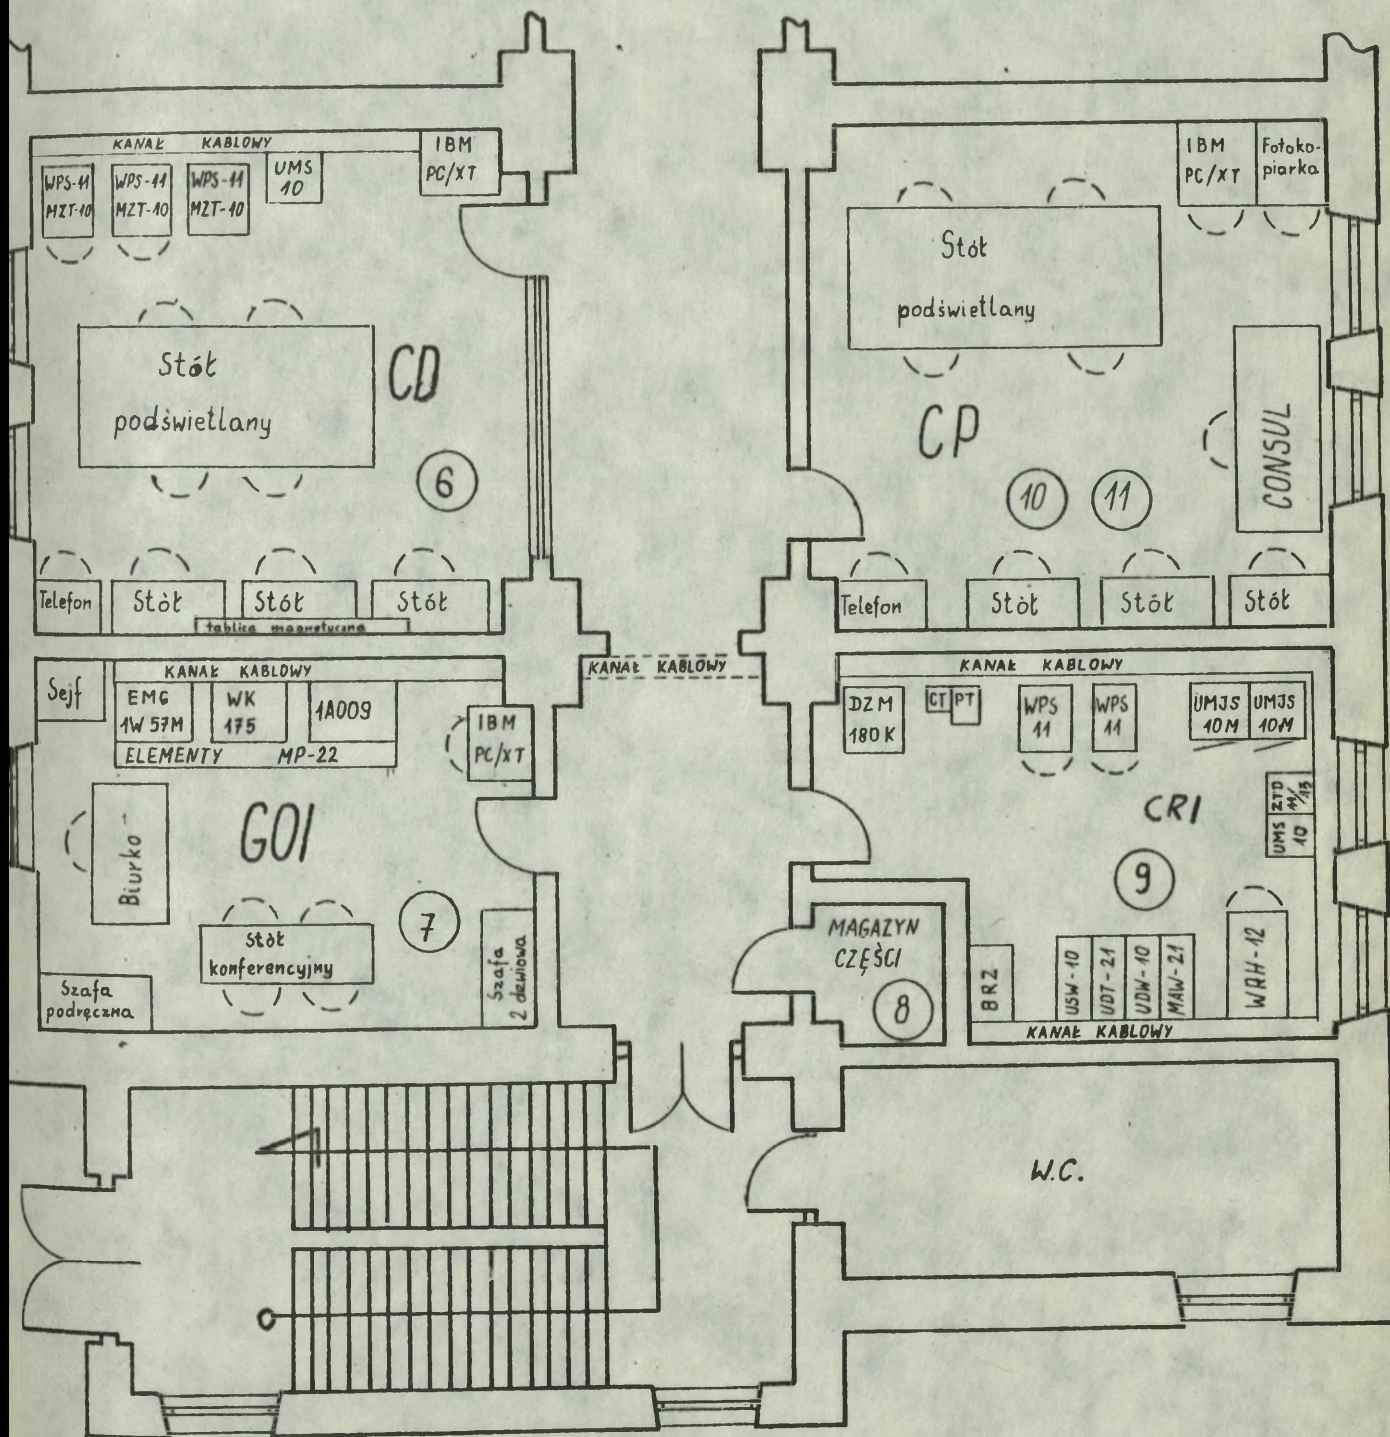 KANAŁ KABLOWY
WPS-11
MZT-10
WPS-11
MZT-10
WPS-11
MZT-10
UMS
10
IBM
PC/XT
Stół
podświetlany
CD
6
Telefon
Stół
Stół
Stół
tablica magnetyczna
IBM
PC/XT
Fotoko-
piarka
Stół
podświetlany
CP
10
11
CONSUL
Telefon
Stół
Stół
Stół
KANAŁ KABLOWY
Sejf
KANAŁ KABLOWY
EMG
1W 57M
WK
175
1A009
ELEMENTY MP-22
IBM
PC/XT
GOI
Biurko
7
Stół
konferencyjny
Szafa
2 drzwiowa
Szafa
podręczna
KANAŁ KABLOWY
DZM
180 K
CT
PT
WPS
11
WPS
11
UMJS
10M
UMJS
10M
ZTD
11/13
UMS
10
CRI
9
MAGAZYN
CZĘŚCI
8
BRZ
USW-10
UDT-21
UDW-10
MAW-21
WRH-12
KANAŁ KABLOWY
W.C.